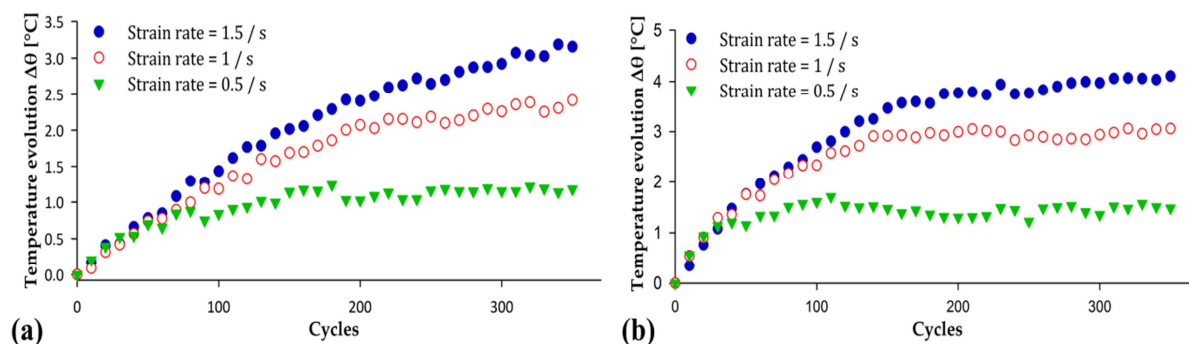 Temperature evolution Δθ [°C]
3.5
3.0
2.5
2.0
1.5
1.0
0.5
0.0
Strain rate = 1.5 / s
Strain rate = 1 / s
Strain rate = 0.5 / s
0 100 200 300
Cycles
(a)
Temperature evolution Δθ [°C]
5
4
3
2
1
0
Strain rate = 1.5 / s
Strain rate = 1 / s
Strain rate = 0.5 / s
0 100 200 300
Cycles
(b)